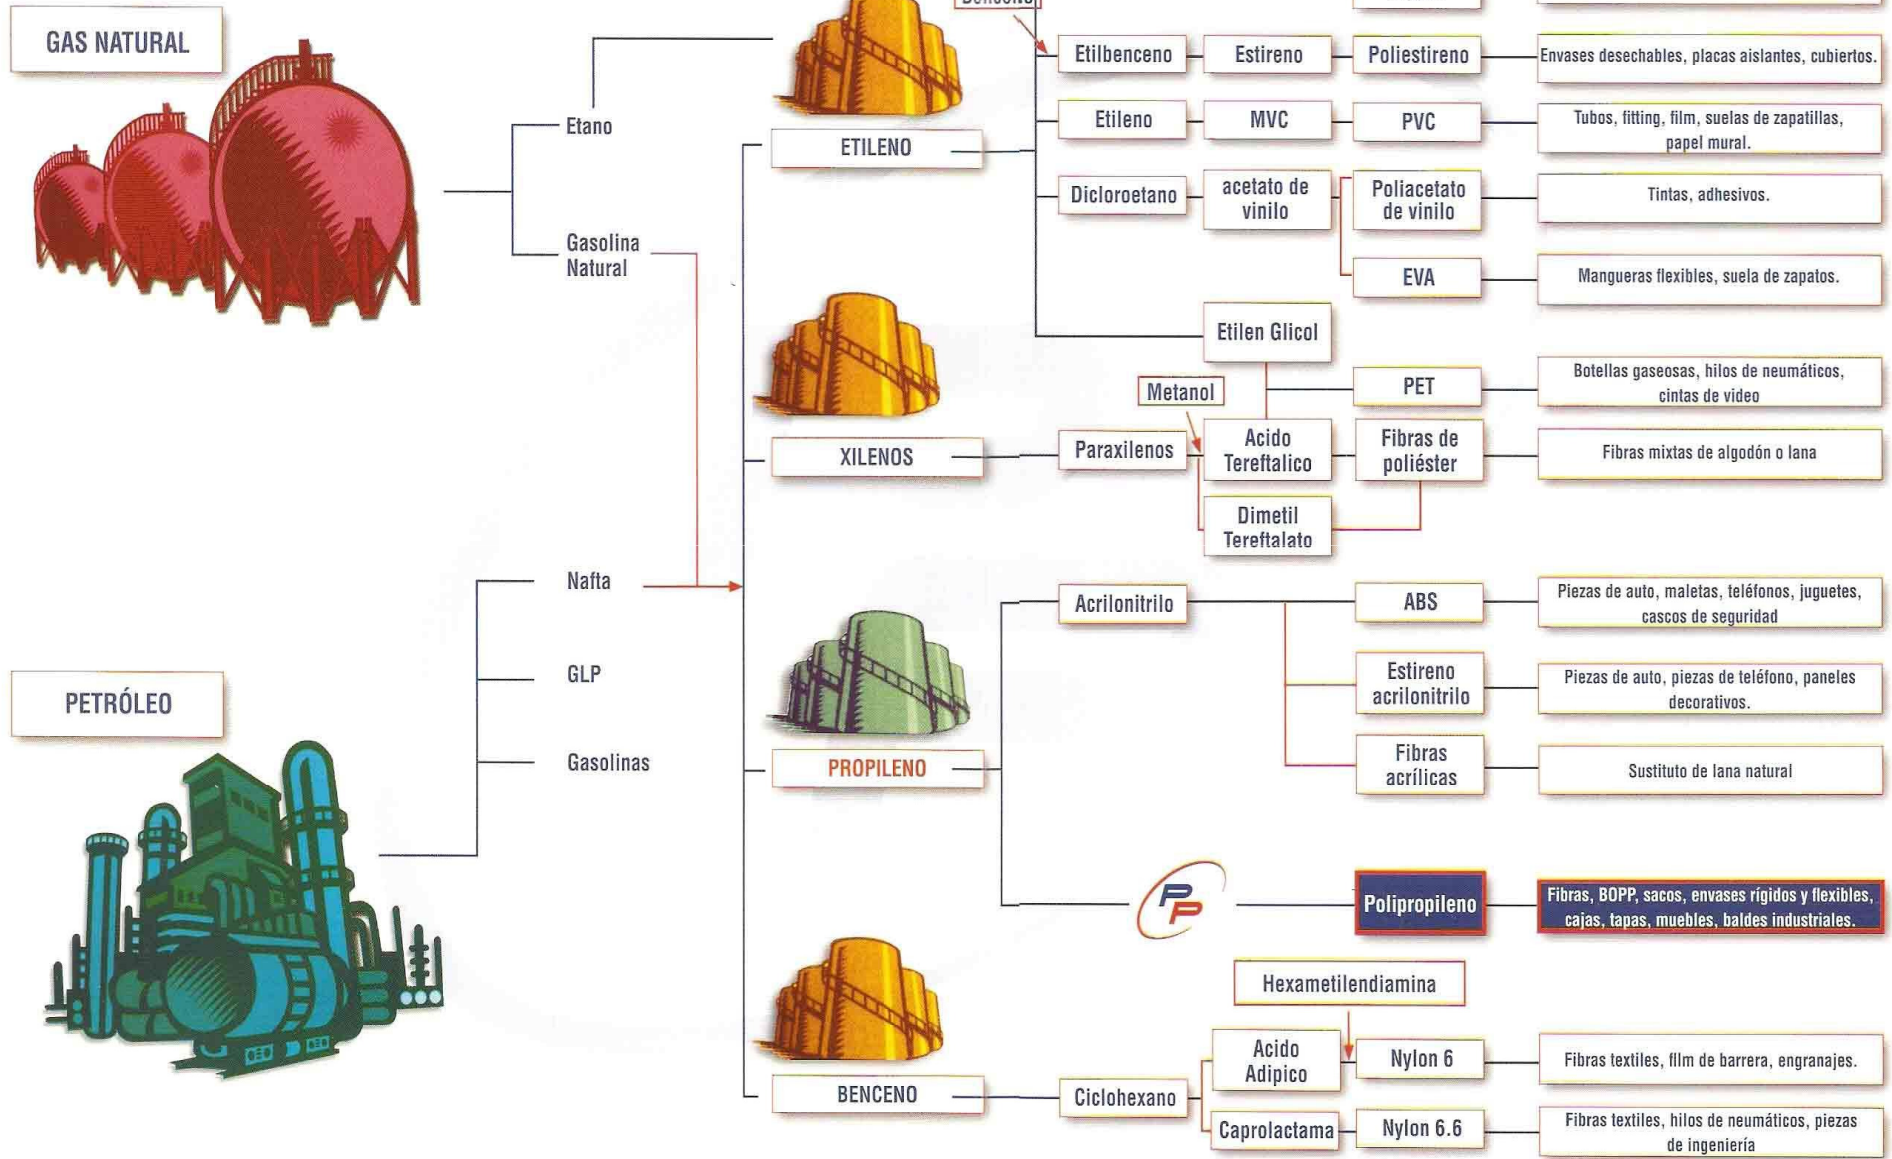 GAS NATURAL
Etano
Gasolina
Natural
PETRÓLEO
Nafta
GLP
Gasolinas
ETILENO
Etilbenceno
Estireno
Poliestireno
Envases desechables, placas aislantes, cubiertos.
Etileno
MVC
PVC
Tubos, fitting, film, suelas de zapatillas,
papel mural.
Dicloroetano
acetato de
vinilo
Poliacetato
de vinilo
Tintas, adhesivos.
EVA
Mangueras flexibles, suela de zapatos.
Etilen Glicol
PET
Botellas gaseosas, hilos de neumáticos,
cintas de video
XILENOS
Paraxilenos
Metanol
Acido
Tereftalico
Fibras de
poliéster
Fibras mixtas de algodón o lana
Dimetil
Tereftalato
PROPILENO
Acrilonitrilo
ABS
Piezas de auto, maletas, teléfonos, juguetes,
cascos de seguridad
Estireno
acrilonitrilo
Piezas de auto, piezas de teléfono, paneles
decorativos.
Fibras
acrílicas
Sustituto de lana natural
PP
Polipropileno
Fibras, BOPP, sacos, envases rígidos y flexibles,
cajas, tapas, muebles, baldes industriales.
BENCENO
Ciclohexano
Hexametilendiamina
Acido
Adipico
Nylon 6
Fibras textiles, fIlm de barrera, engranajes.
Caprolactama
Nylon 6.6
Fibras textiles, hilos de neumáticos, piezas
de ingeniería